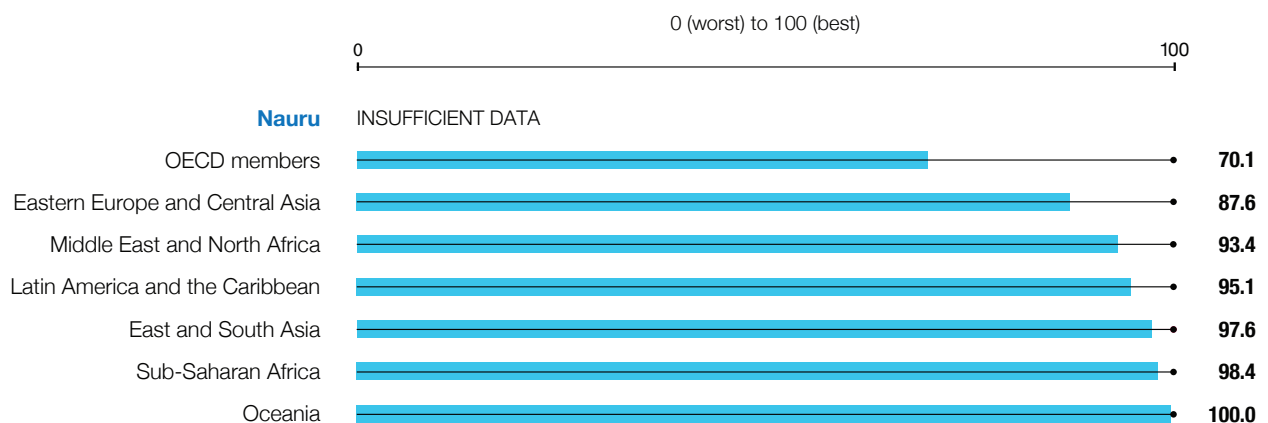 0 (worst) to 100 (best)
0 100
Nauru INSUFFICIENT DATA
OECD members 70.1
Eastern Europe and Central Asia 87.6
Middle East and North Africa 93.4
Latin America and the Caribbean 95.1
East and South Asia 97.6
Sub-Saharan Africa 98.4
Oceania 100.0